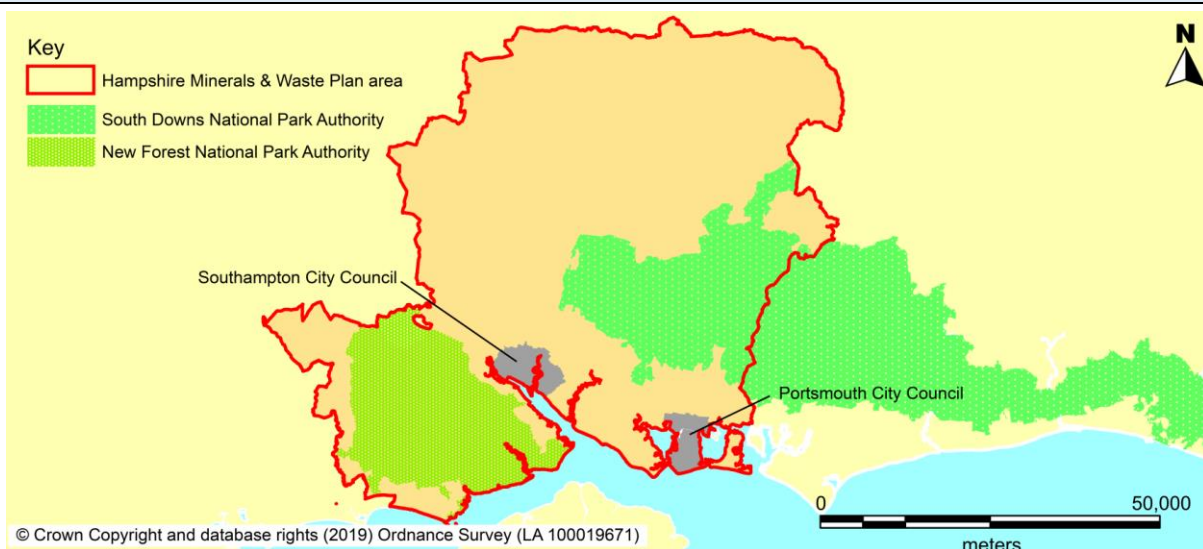 Key
Hampshire Minerals & Waste Plan area
South Downs National Park Authority
New Forest National Park Authority
N
Southampton City Council
Portsmouth City Council
0 50,000
meters
© Crown Copyright and database rights (2019) Ordnance Survey (LA 100019671)